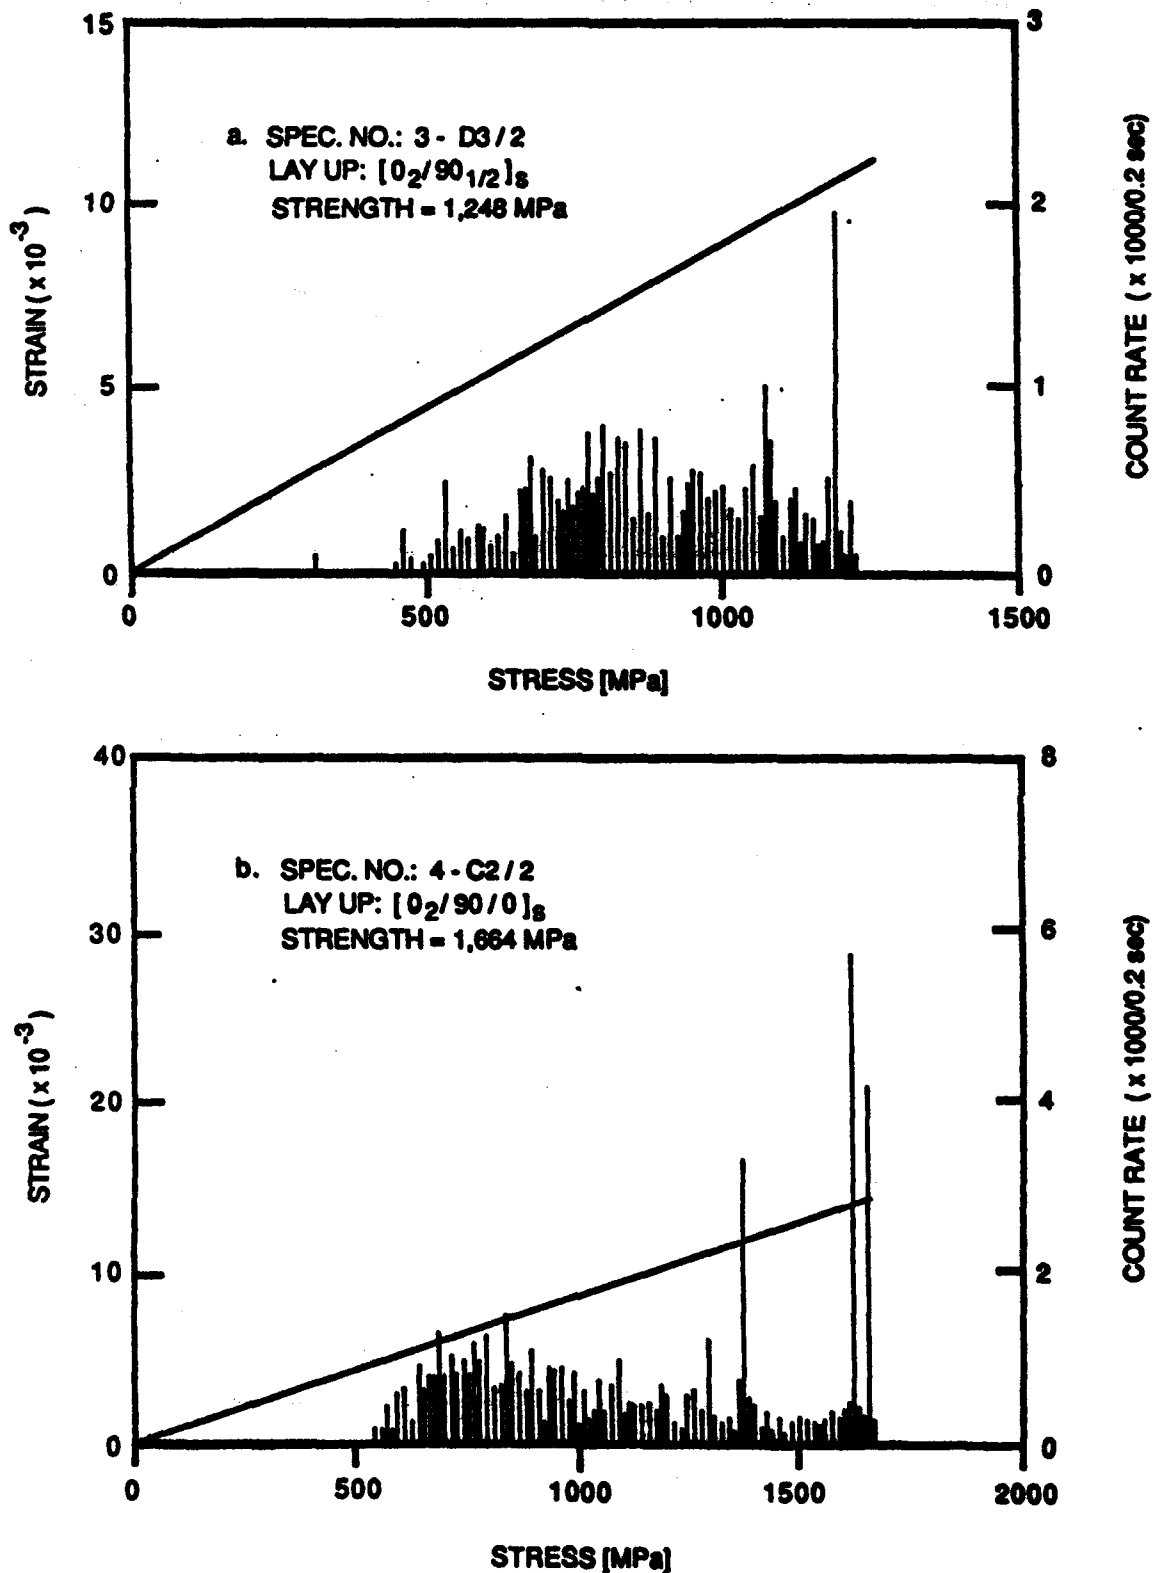 15
3
a. SPEC. NO.: 3 - D3/2
LAY UP: [0₂/90₁/₂]ₛ
STRENGTH = 1,248 MPa
10
2
STRAIN (x 10⁻³)
COUNT RATE (x 1000/0.2 sec)
5
1
0
0
0
500
1000
1500
STRESS [MPa]
40
8
b. SPEC. NO.: 4 - C2/2
LAY UP: [0₂/90/0]ₛ
STRENGTH = 1,664 MPa
30
6
STRAIN (x 10⁻³)
COUNT RATE (x 1000/0.2 sec)
20
4
10
2
0
0
0
500
1000
1500
2000
STRESS [MPa]